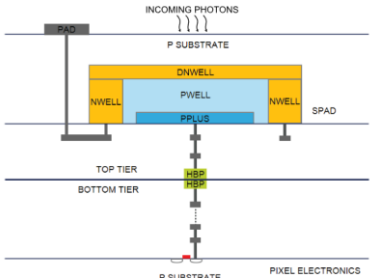 INCOMING PHOTONS
PAD
P SUBSTRATE
DNWELL
NWELL
PWELL
NWELL
PPLUS
SPAD
TOP TIER
HBP
HBP
BOTTOM TIER
P SUBSTRATE
PIXEL ELECTRONICS